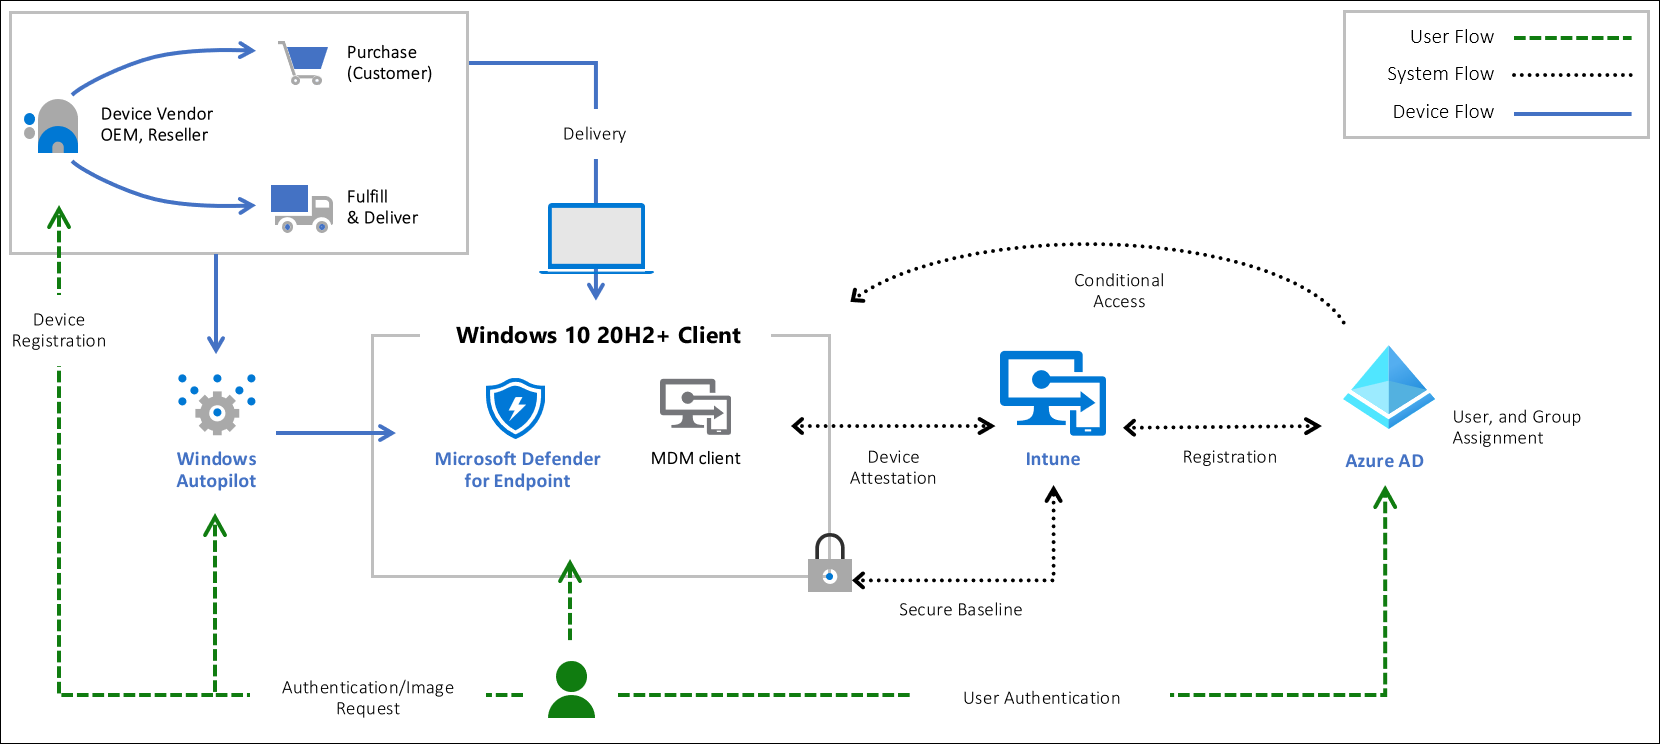 Purchase
(Customer)
Device Vendor
OEM, Reseller
Fulfill
& Deliver
Delivery
User Flow
System Flow
Device Flow
Device
Registration
Conditional
Access
Windows 10 20H2+ Client
Windows
Autopilot
Microsoft Defender
for Endpoint
MDM client
Device
Attestation
Intune
Registration
Azure AD
User, and Group
Assignment
Secure Baseline
Authentication/Image
Request
User Authentication